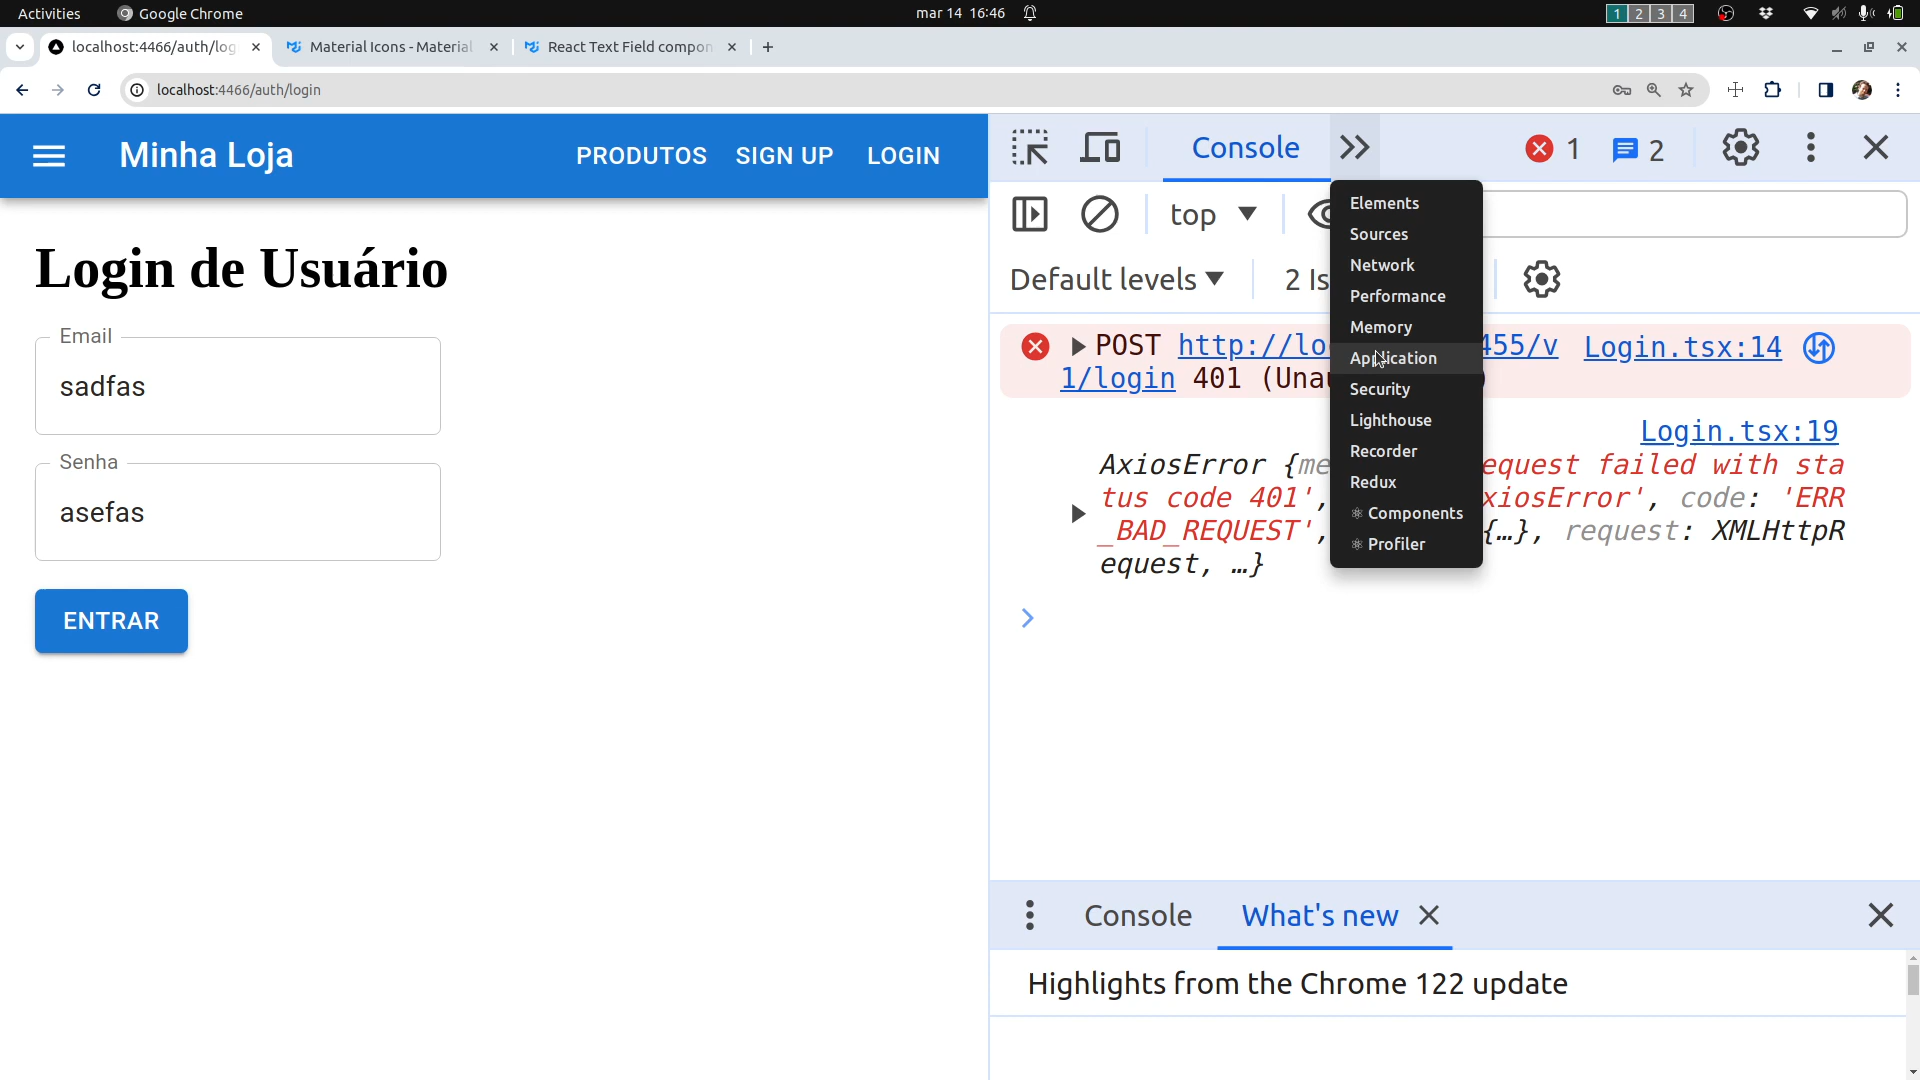 Activities
Google Chrome
mar 14 16:46
1 2 3 4
localhost:4466/auth/log
Material Icons - Material
React Text Field compon
localhost:4466/auth/login
Minha Loja
PRODUTOS
SIGN UP
LOGIN
Console
1
2
top
Default levels
2 Is
Elements
Sources
Network
Performance
Memory
Application
Security
Lighthouse
Recorder
Redux
Components
Profiler
Login de Usuário
Email
sadfas
Senha
asefas
ENTRAR
POST http://lo 455/v Login.tsx:14
1/login 401 (Una )
Login.tsx:19
AxiosError {me equest failed with sta
tus code 401', xiosError', code: 'ERR
_BAD_REQUEST', {…}, request: XMLHttpR
equest, …}
Console
What's new
Highlights from the Chrome 122 update